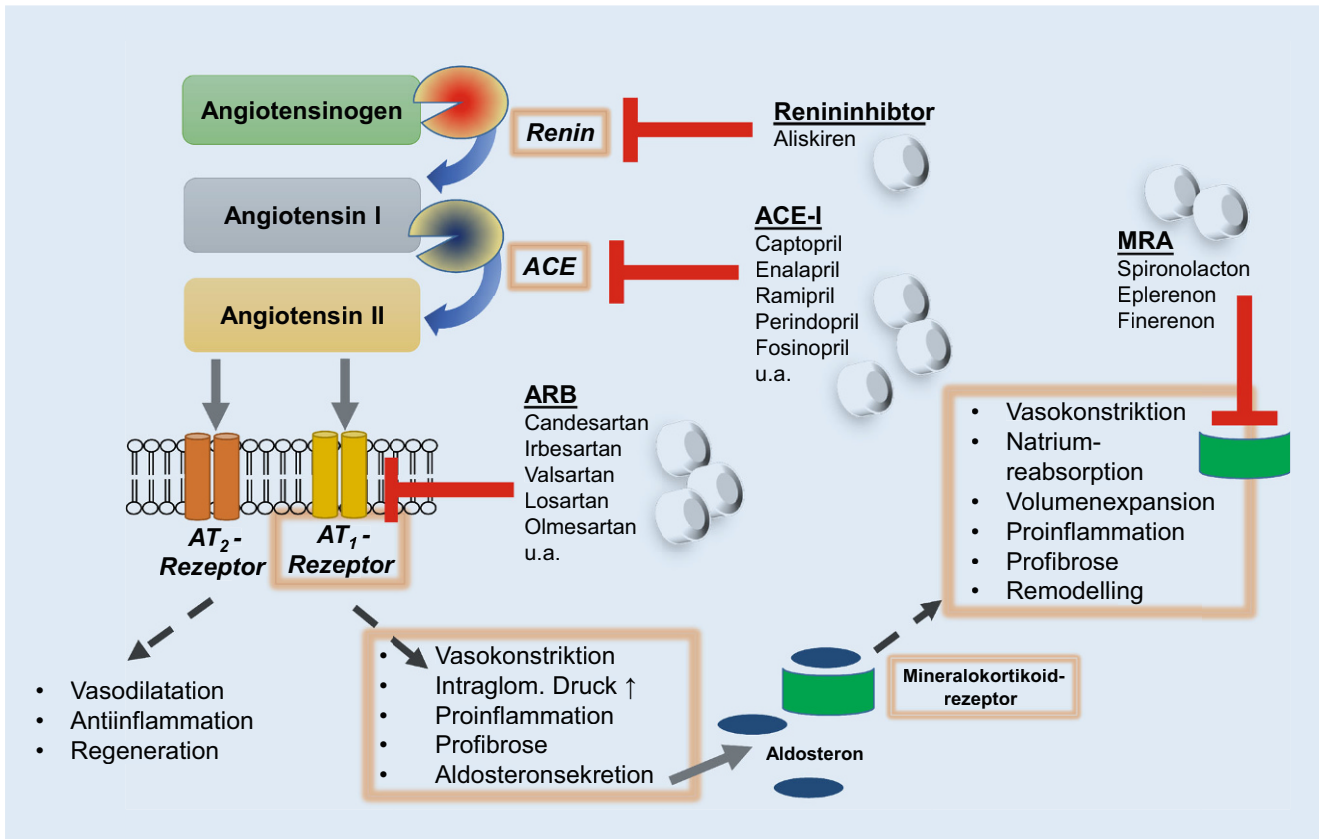 Angiotensinogen
Renin
Renininhibtor
Aliskiren
Angiotensin I
ACE
ACE-I
Captopril
Enalapril
Ramipril
Perindopril
Fosinopril
u.a.
MRA
Spironolacton
Eplerenon
Finerenon
Angiotensin II
ARB
Candesartan
Irbesartan
Valsartan
Losartan
Olmesartan
u.a.
AT2-
Rezeptor
AT1-
Rezeptor
• Vasokonstriktion
• Natrium-
reabsorption
• Volumenexpansion
• Proinflammation
• Profibrose
• Remodelling
• Vasodilatation
• Antiinflammation
• Regeneration
• Vasokonstriktion
• Intraglom. Druck ↑
• Proinflammation
• Profibrose
• Aldosteronsekretion
Mineralokortikoid-
rezeptor
Aldosteron